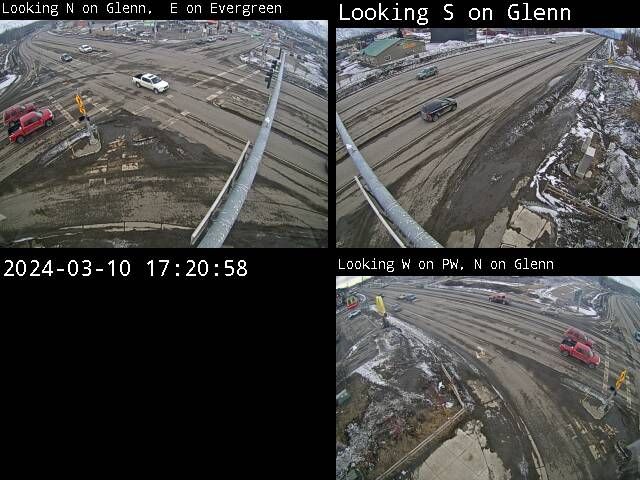 Looking N on Glenn,  E on Evergreen
Looking S on Glenn
2024-03-10 17:20:58
Looking W on PW, N on Glenn